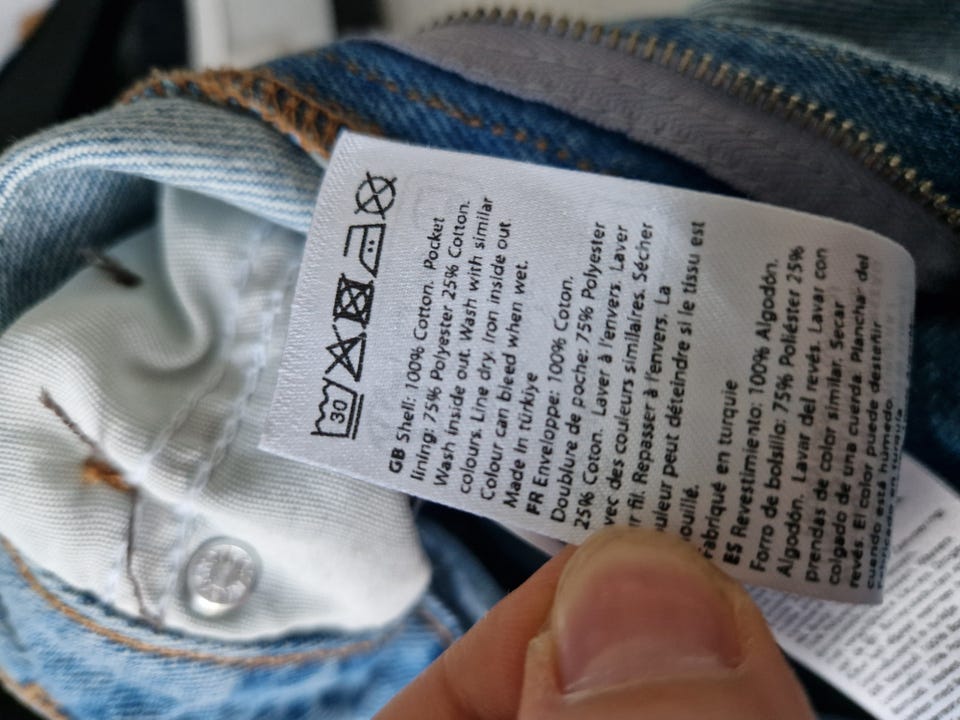 30
GB Shell: 100% Cotton. Pocket
lining: 75% Polyester 25% Cotton.
Wash inside out. Wash with similar
colours. Line dry. Iron inside out.
Colour can bleed when wet.
Made in türkiye
FR Enveloppe: 100% Coton.
Doublure de poche: 75% Polyester
25% Coton. Laver à l'envers. Laver
vec des couleurs similaires. Sécher
r fil. Repasser à l'envers. La
uleur peut déteindre si le tissu est
ouillé.
Fabriqué en turquie
ES Revestimiento: 100% Algodón.
Forro de bolsillo: 75% Poliéster 25%
Algodón. Lavar del revés. Lavar con
prendas de color similar. Secar
colgado de una cuerda. Plancha· del
revés. El color puede desteñir
cuando está húmedo.